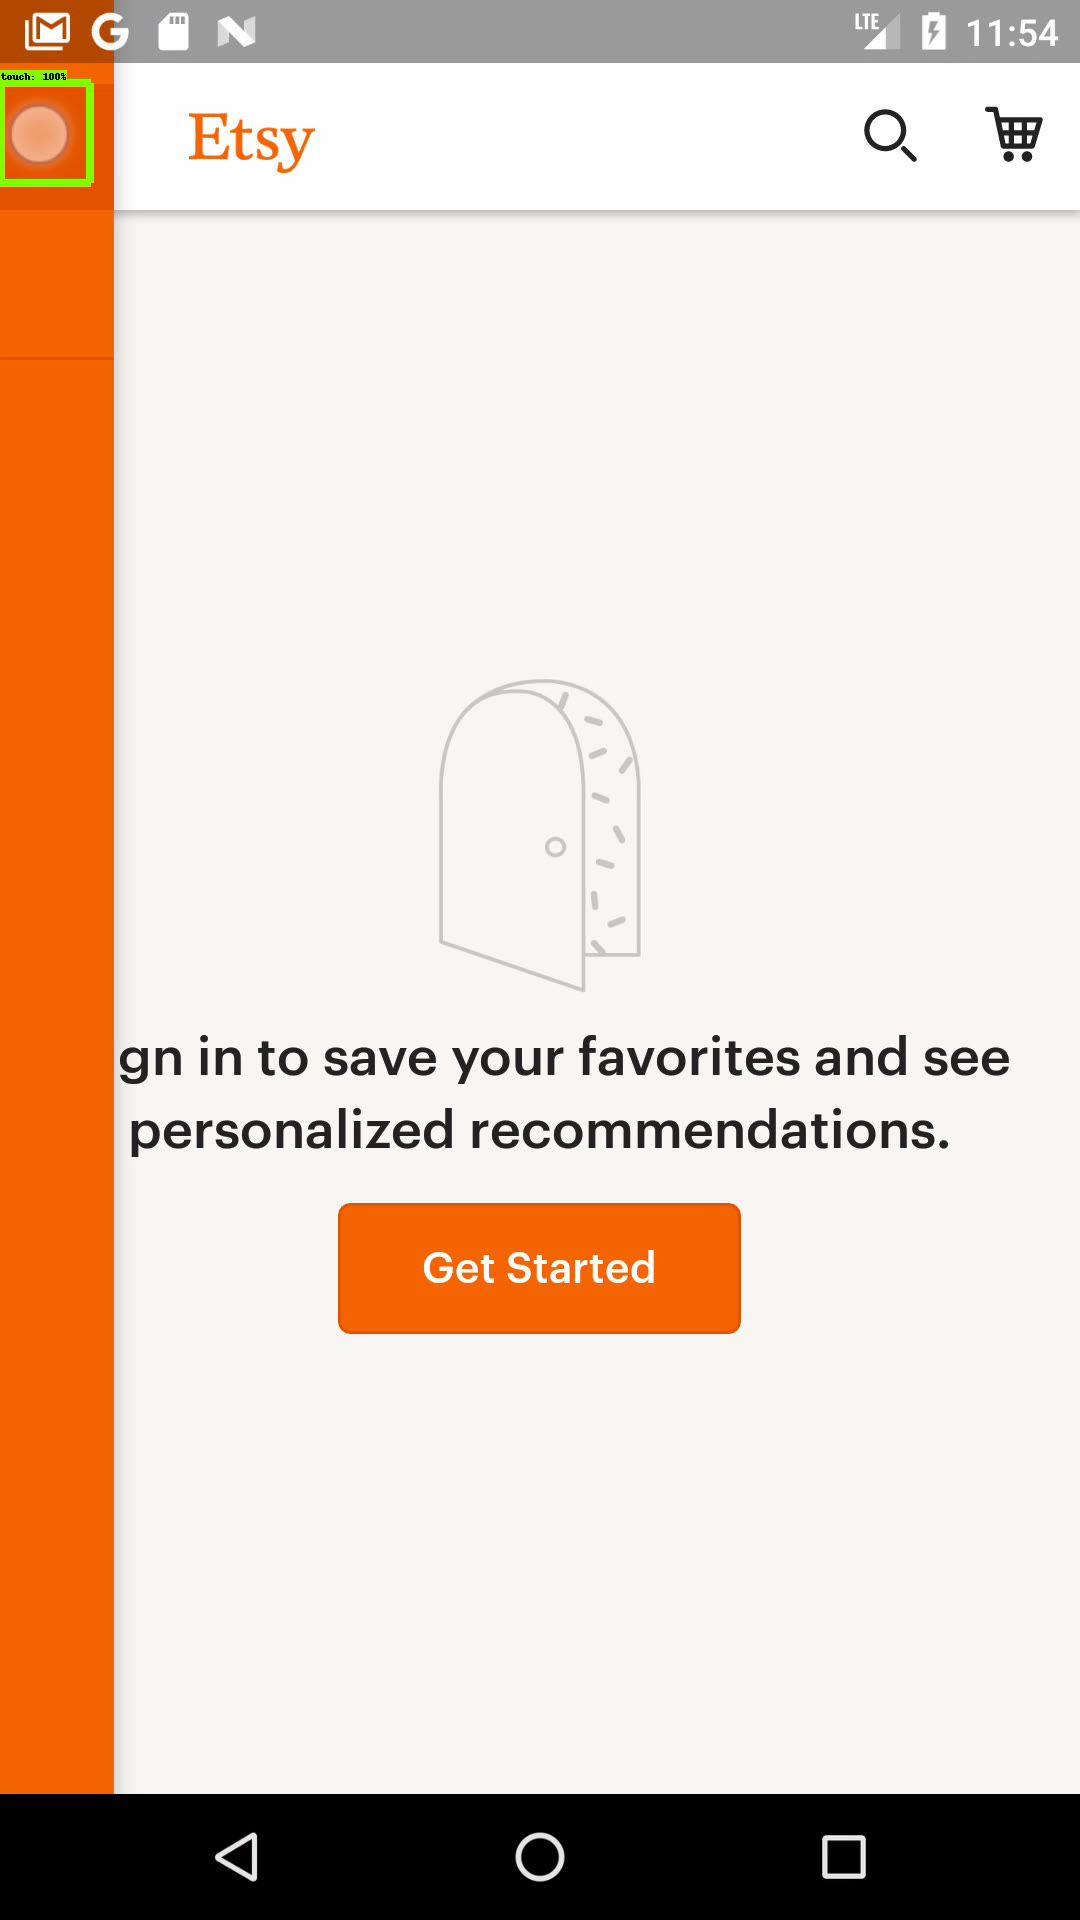 LTE 11:54
touch: 100%
Etsy
gn in to save your favorites and see
personalized recommendations.
Get Started